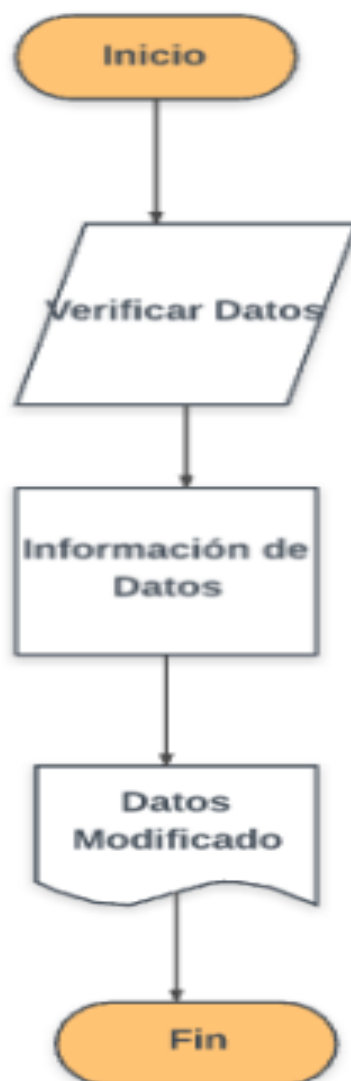 Inicio
Verificar Datos
Información de
Datos
Datos
Modificado
Fin